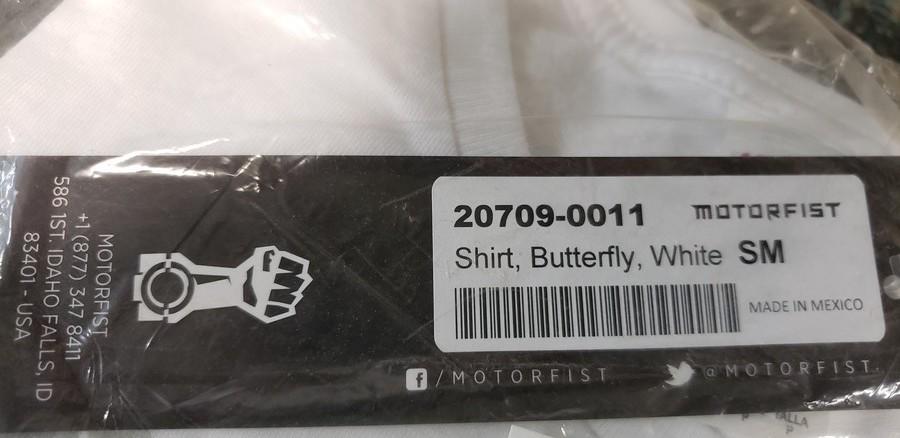 MOTORFIST
+1 (877) 347 8411
586 1ST. IDAHO FALLS, ID
83401 - USA
20709-0011 MOTORFIST
Shirt, Butterfly, White SM
MADE IN MEXICO
/MOTORFIST @MOTORFIST